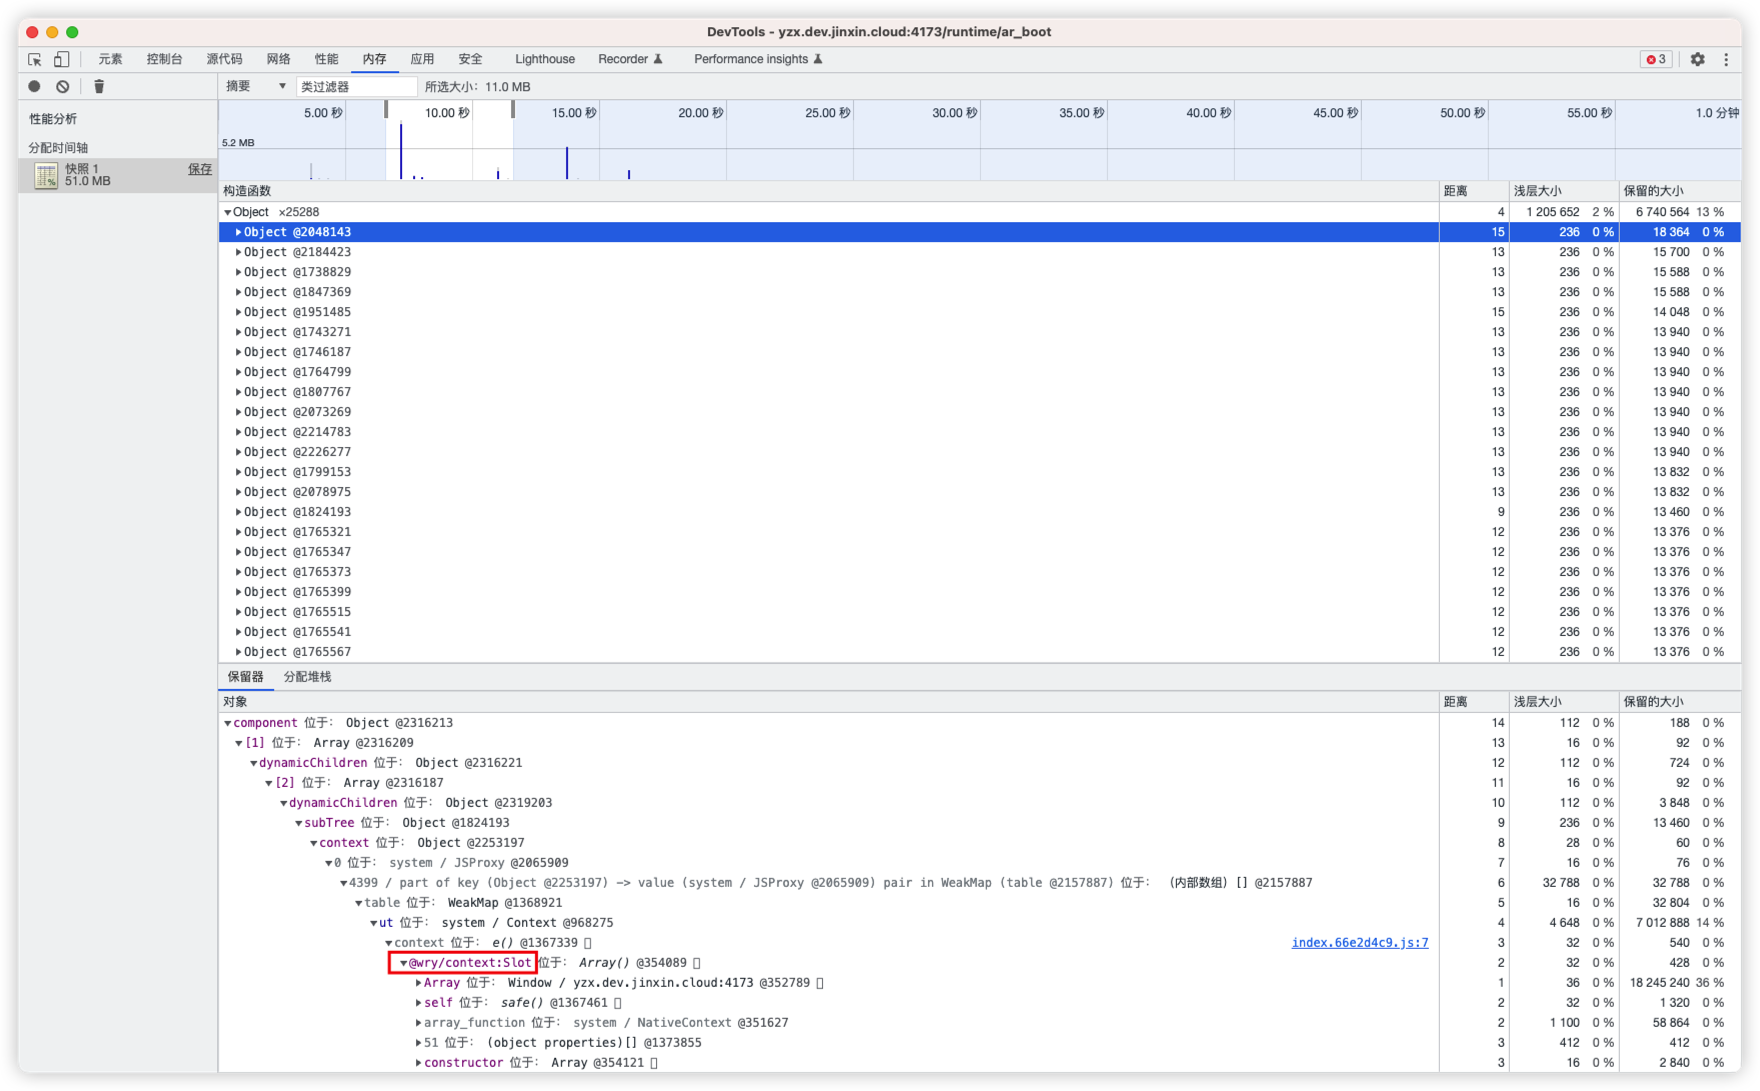 DevTools - yzx.dev.jinxin.cloud:4173/runtime/ar_boot
元素 控制台 源代码 网络 性能 内存 应用 安全 Lighthouse Recorder Performance insights 3
摘要 类过滤器 所选大小: 11.0 MB
性能分析
分配时间轴
快照 1 保存
51.0 MB
5.00 秒 10.00 秒 15.00 秒 20.00 秒 25.00 秒 30.00 秒 35.00 秒 40.00 秒 45.00 秒 50.00 秒 55.00 秒 1.0 分钟
5.2 MB
构造函数 距离 浅层大小 保留的大小
Object ×25288 4 1 205 652 2 % 6 740 564 13 %
Object @2048143 15 236 0 % 18 364 0 %
Object @2184423 13 236 0 % 15 700 0 %
Object @1738829 13 236 0 % 15 588 0 %
Object @1847369 13 236 0 % 15 588 0 %
Object @1951485 15 236 0 % 14 048 0 %
Object @1743271 13 236 0 % 13 940 0 %
Object @1746187 13 236 0 % 13 940 0 %
Object @1764799 13 236 0 % 13 940 0 %
Object @1807767 13 236 0 % 13 940 0 %
Object @2073269 13 236 0 % 13 940 0 %
Object @2214783 13 236 0 % 13 940 0 %
Object @2226277 13 236 0 % 13 940 0 %
Object @1799153 13 236 0 % 13 832 0 %
Object @2078975 13 236 0 % 13 832 0 %
Object @1824193 9 236 0 % 13 460 0 %
Object @1765321 12 236 0 % 13 376 0 %
Object @1765347 12 236 0 % 13 376 0 %
Object @1765373 12 236 0 % 13 376 0 %
Object @1765399 12 236 0 % 13 376 0 %
Object @1765515 12 236 0 % 13 376 0 %
Object @1765541 12 236 0 % 13 376 0 %
Object @1765567 12 236 0 % 13 376 0 %
保留器 分配堆栈
对象 距离 浅层大小 保留的大小
component 位于: Object @2316213 14 112 0 % 188 0 %
[1] 位于: Array @2316209 13 16 0 % 92 0 %
dynamicChildren 位于: Object @2316221 12 112 0 % 724 0 %
[2] 位于: Array @2316187 11 16 0 % 92 0 %
dynamicChildren 位于: Object @2319203 10 112 0 % 3 848 0 %
subTree 位于: Object @1824193 9 236 0 % 13 460 0 %
context 位于: Object @2253197 8 28 0 % 60 0 %
0 位于: system / JSProxy @2065909 7 16 0 % 76 0 %
4399 / part of key (Object @2253197) -> value (system / JSProxy @2065909) pair in WeakMap (table @2157887) 位于: (内部数组) [] @2157887 6 32 788 0 % 32 788 0 %
table 位于: WeakMap @1368921 5 16 0 % 32 804 0 %
ut 位于: system / Context @968275 4 4 648 0 % 7 012 888 14 %
context 位于: e() @1367339 index.66e2d4c9.js:7 3 32 0 % 540 0 %
@wry/context:Slot 位于: Array() @354089 2 32 0 % 428 0 %
Array 位于: Window / yzx.dev.jinxin.cloud:4173 @352789 1 36 0 % 18 245 240 36 %
self 位于: safe() @1367461 2 32 0 % 1 320 0 %
array_function 位于: system / NativeContext @351627 2 1 100 0 % 58 864 0 %
51 位于: (object properties)[] @1373855 3 412 0 % 412 0 %
constructor 位于: Array @354121 3 16 0 % 2 840 0 %